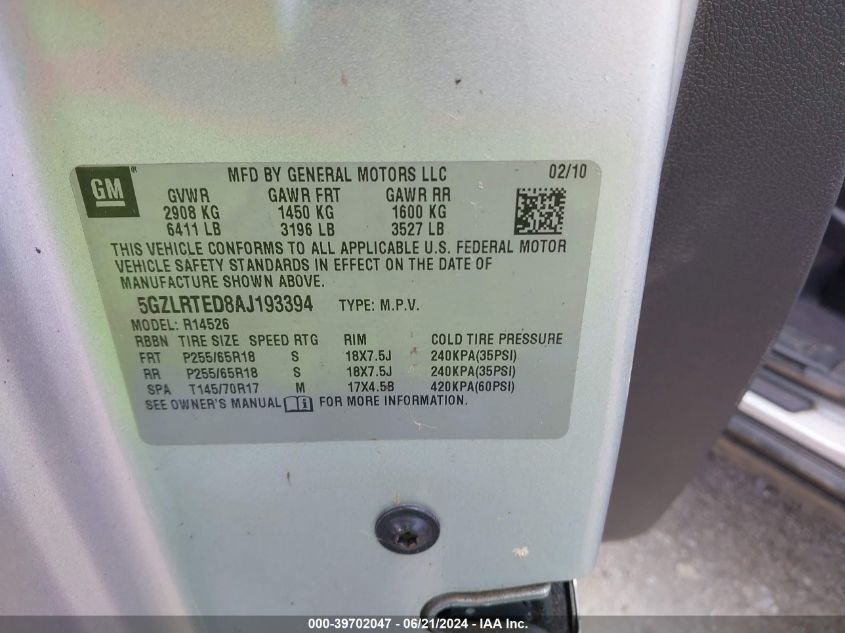 GM
MFD BY GENERAL MOTORS LLC 02/10
GVWR GAWR FRT GAWR RR
2908 KG 1450 KG 1600 KG
6411 LB 3196 LB 3527 LB
THIS VEHICLE CONFORMS TO ALL APPLICABLE U.S. FEDERAL MOTOR
VEHICLE SAFETY STANDARDS IN EFFECT ON THE DATE OF
MANUFACTURE SHOWN ABOVE.
5GZLRTED8AJ193394 TYPE: M.P.V.
MODEL: R14526
RBBN TIRE SIZE SPEED RTG RIM COLD TIRE PRESSURE
FRT P255/65R18 S 18X7.5J 240KPA(35PSI)
RR P255/65R18 S 18X7.5J 240KPA(35PSI)
SPA T145/70R17 M 17X4.5B 420KPA(60PSI)
SEE OWNER'S MANUAL FOR MORE INFORMATION.
000-39702047 - 06/21/2024 - IAA Inc.